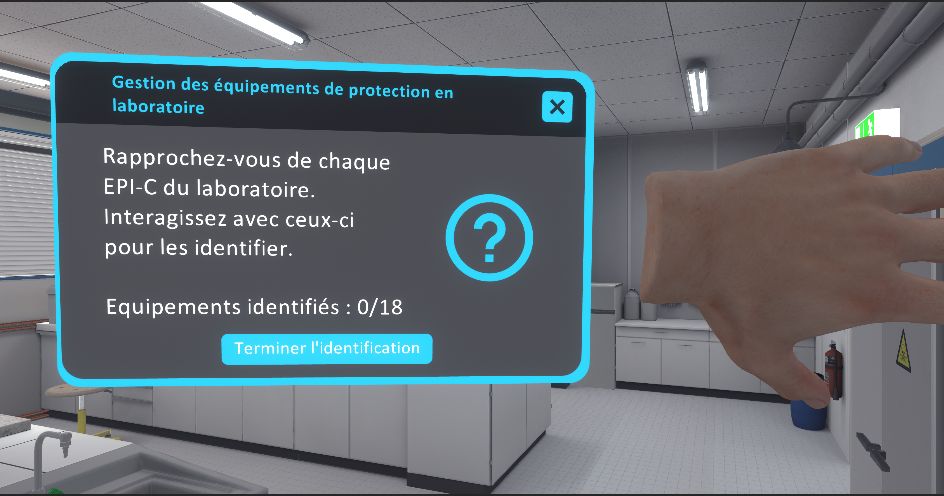 Gestion des équipements de protection en
laboratoire
Rapprochez-vous de chaque
EPI-C du laboratoire.
Interagissez avec ceux-ci
pour les identifier.
?
Equipements identifiés : 0/18
Terminer l'identification